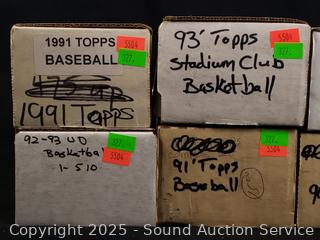 1991 TOPPS
BASEBALL
5504
327.
1991 Topps
93' Topps
Stadium Club
Basketball
5504
327.
92-93 UD
Basketball
1-510
327.
5504
91' Topps
Baseball
327.
5504
Copyright 2025 - Sound Auction Service